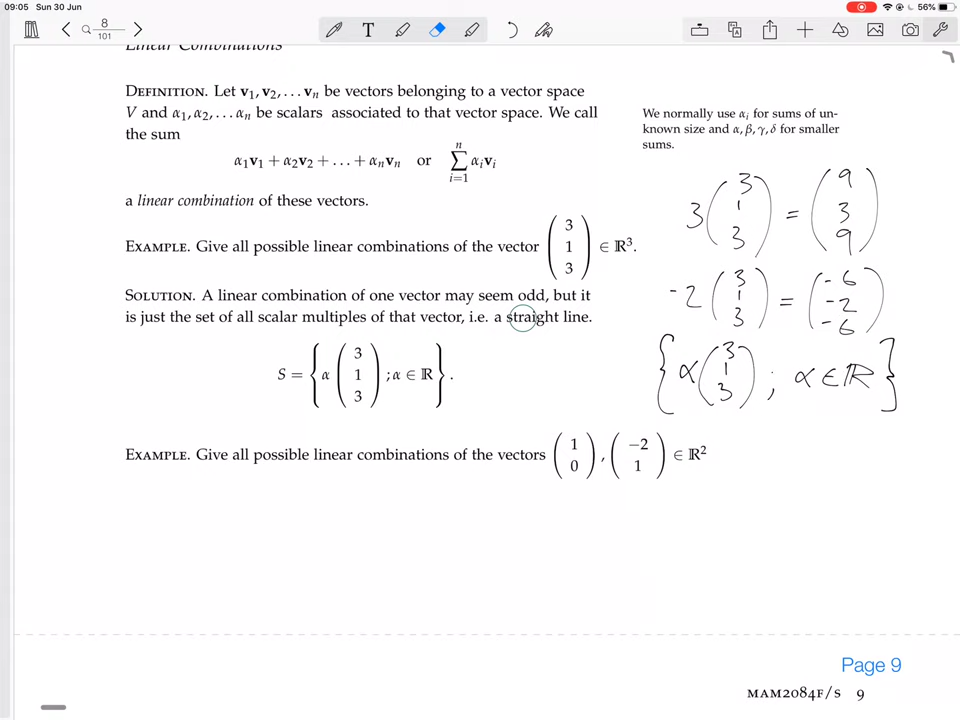 09:05 Sun 30 Jun
56%
8
101
T
Linear Combinations
DEFINITION. Let v₁, v₂, … vₙ be vectors belonging to a vector space
V and α₁, α₂, … αₙ be scalars associated to that vector space. We call
the sum
α₁v₁ + α₂v₂ + … + αₙvₙ or ∑ᵢ₌₁ⁿ αᵢvᵢ
a linear combination of these vectors.
EXAMPLE. Give all possible linear combinations of the vector (3 1 3) ∈ ℝ³.
SOLUTION. A linear combination of one vector may seem odd, but it
is just the set of all scalar multiples of that vector, i.e. a straight line.
S = { α (3 1 3) ; α ∈ ℝ } .
EXAMPLE. Give all possible linear combinations of the vectors (1 0) , (−2 1) ∈ ℝ²
We normally use αᵢ for sums of un-
known size and α, β, γ, δ for smaller
sums.
3 (3 1 3) = (9 3 9)
-2 (3 1 3) = (-6 -2 -6)
{ α (3 1 3) ; α ∈ ℝ }
Page 9
MAM2084F/S 9